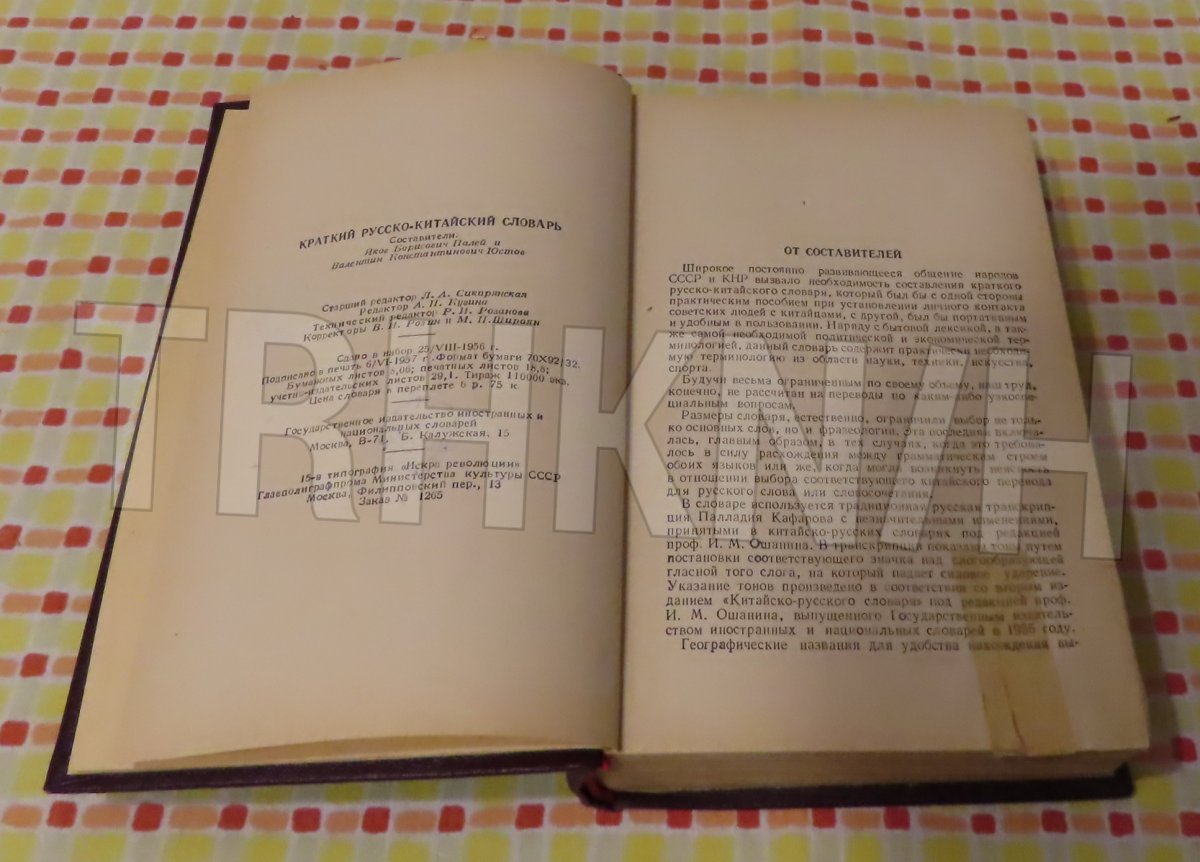 КРАТКИЙ РУССКО-КИТАЙСКИЙ СЛОВАРЬ
Составители:
Яков Борисович Палей и
Валентин Константинович Юстов
Старший редактор Л. А.
Редактор А. П. Кузина
Технический редактор Р. И. Розанова
Корректоры В. И. Родин и М. П. Ширяли
Сдано в набор 25/VIII-1956 г.
Подписано в печать 6/VI-1957 г. Формат бумаги 70X92/32.
Бумажных листов печатных листов 18,8;
учетно-издательских листов 29,1. Тираж 110000 экз.
Цена словаря в переплете 6 р. 75 к
Государственное издательство иностранных и
национальных словарей
Москва, В-71, Б. Калужская, 15
15-я типография «Искра революции»
Главполиграфпрома Министерства культуры СССР
Москва, Филипповский пер., 13
Заказ № 1265
ОТ СОСТАВИТЕЛЕЙ
Широкое постоянно развивающееся общение народов
СССР и КНР вызвало необходимость составления краткого
русско-китайского словаря, который был бы с одной стороны
практическим пособием при установлении личного контакта
советских людей с китайцами, с другой, был бы портативным
и удобным в пользовании. Наряду с бытовой лексикой, а так-
же самой необходимой политической и экономической тер-
минологией, данный словарь содержит практически необходи-
мую терминологию из области науки, техники, искусства,
спорта.
Будучи весьма ограниченным по своему объему, наш труд,
конечно, не рассчитан на переводы по каким-либо узкоспе-
циальным вопросам.
Размеры словаря, естественно, ограничили выбор не толь-
ко основных слов, но и фразеологии. Эта последняя включа-
лась, главным образом, в тех случаях, когда это требова-
лось в силу расхождения между грамматическим строем
обоих языков или же, когда могла возникнуть неясность
в отношении выбора соответствующего китайского перевода
для русского слова или словосочетания.
В словаре используется традиционная русская транскрип-
ция Палладия Кафарова с незначительными изменениями,
принятыми в китайско-русских словарях под редакцией
проф. И. М. Ошанина. В транскрипции показаны тоны путем
постановки соответствующего значка над слогообразующей
гласной того слога, на который падает силовое ударение.
Указание тонов произведено в соответствии со вторым из-
данием «Китайско-русского словаря» под редакцией проф.
И. М. Ошанина, выпущенного Государственным издатель-
ством иностранных и национальных словарей в 1955 году.
Географические названия для удобства нахождения вы-